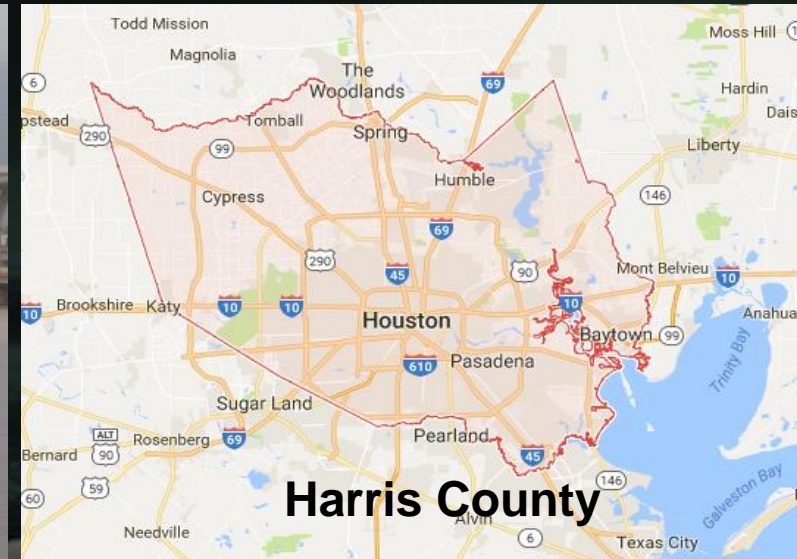 Todd Mission
Moss Hill
Magnolia
The
Woodlands
6
69
Hardin
pstead
290
Tomball
Dais
99
Spring
Liberty
Humble
Cypress
146
69
290
45
90
Mont Belvieu
10
10
Brookshire
Katy
10
10
10
Anahua
Houston
Baytown
99
610
Pasadena
Trinity Bay
Sugar Land
ALT
90
Rosenberg
69
Pearland
Bernard
45
59
60
Harris County
146
Galveston Bay
Alvin
Needville
6
Texas City